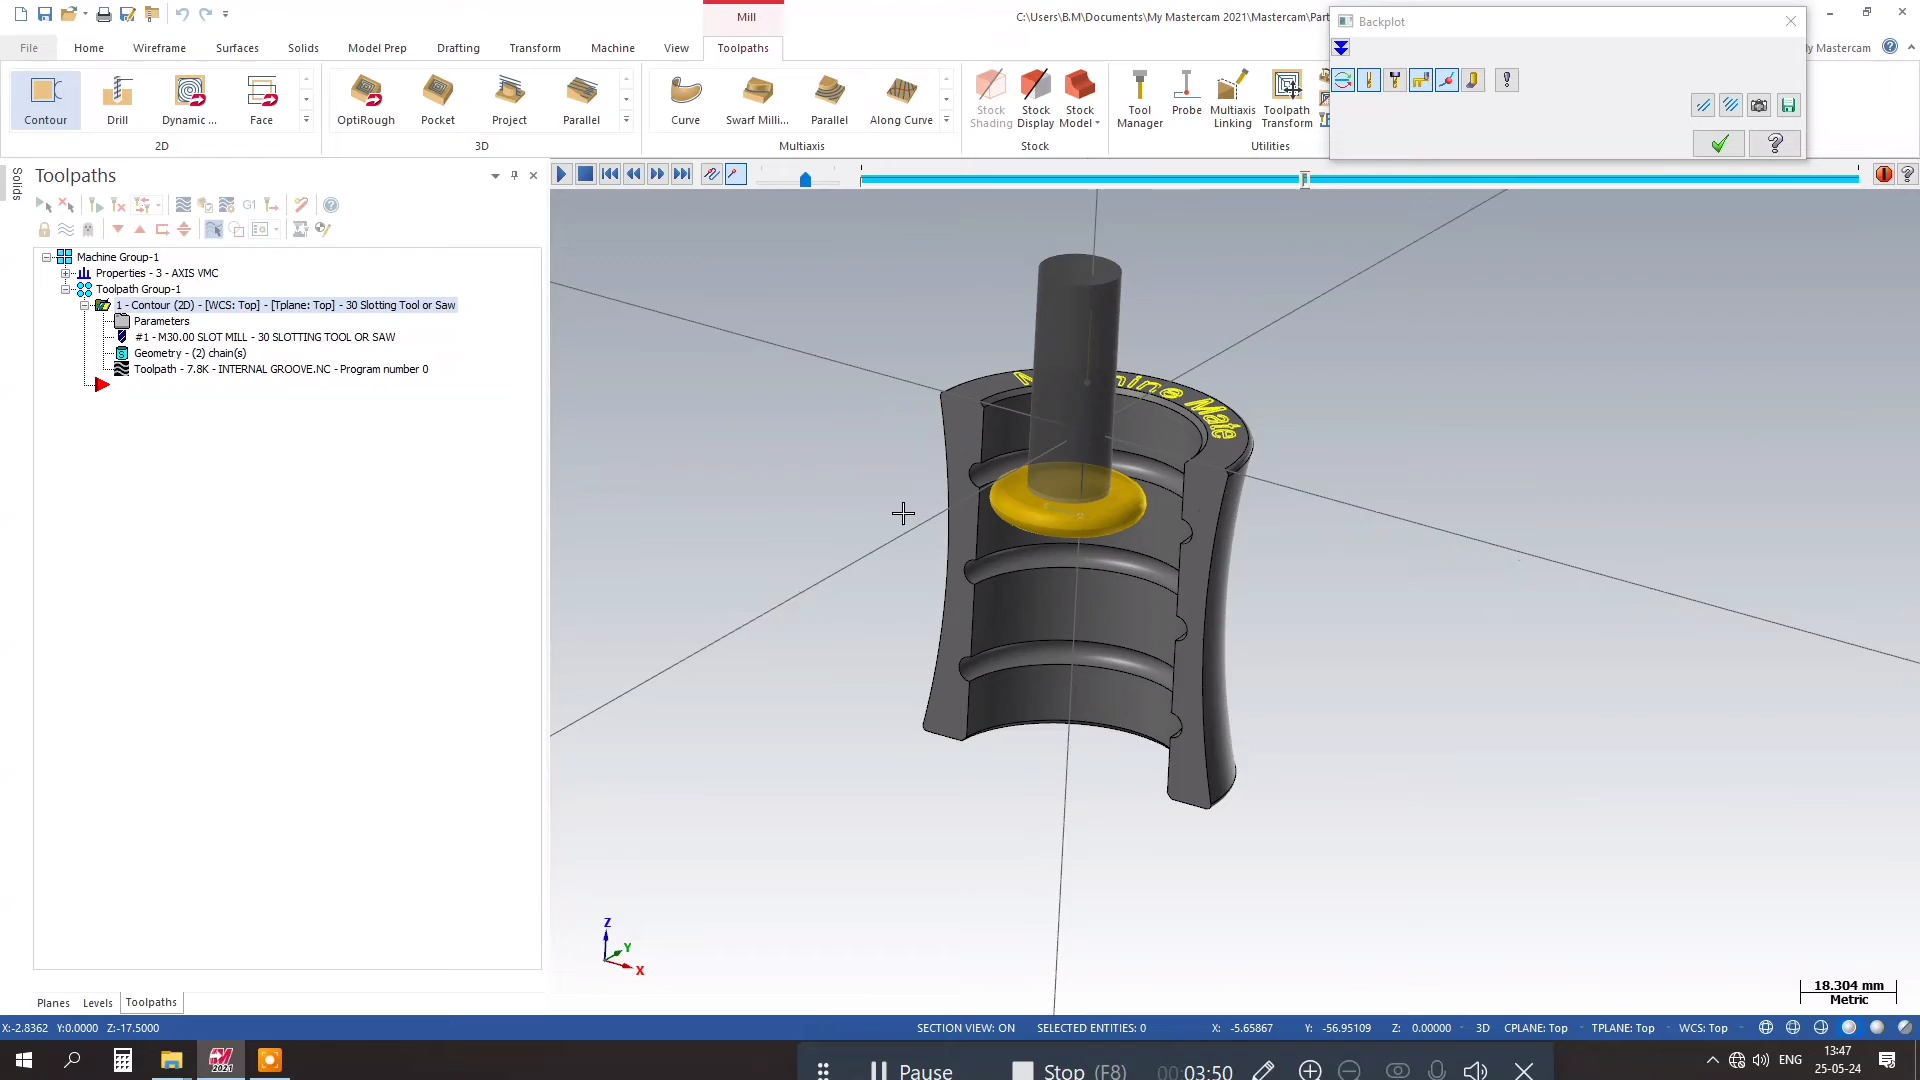 Mill
C:\Users\B.M\Documents\My Mastercam 2021\Mastercam\Part
Backplot
File
Home
Wireframe
Surfaces
Solids
Model Prep
Drafting
Transform
Machine
View
Toolpaths
My Mastercam
Contour
Drill
Dynamic ...
Face
OptiRough
Pocket
Project
Parallel
Curve
Swarf Milli...
Parallel
Along Curve
Stock Shading
Stock Display
Stock Model
Tool Manager
Probe
Multiaxis Linking
Toolpath Transform
2D
3D
Multiaxis
Stock
Utilities
Solids
Toolpaths
G1
Machine Group-1
Properties - 3 - AXIS VMC
Toolpath Group-1
1 - Contour (2D) - [WCS: Top] - [Tplane: Top] - 30 Slotting Tool or Saw
Parameters
#1 - M30.00 SLOT MILL - 30 SLOTTING TOOL OR SAW
Geometry - (2) chain(s)
Toolpath - 7.8K - INTERNAL GROOVE.NC - Program number 0
Mate
Z
Y
X
18.304 mm
Metric
Planes
Levels
Toolpaths
X:-2.8362 Y:0.0000 Z:-17.5000
SECTION VIEW: ON
SELECTED ENTITIES: 0
X: -5.65867
Y: -56.95109
Z: 0.00000
3D
CPLANE: Top
TPLANE: Top
WCS: Top
2021
Pause
Stop (F8)
00:03:50
ENG
13:47
25-05-24